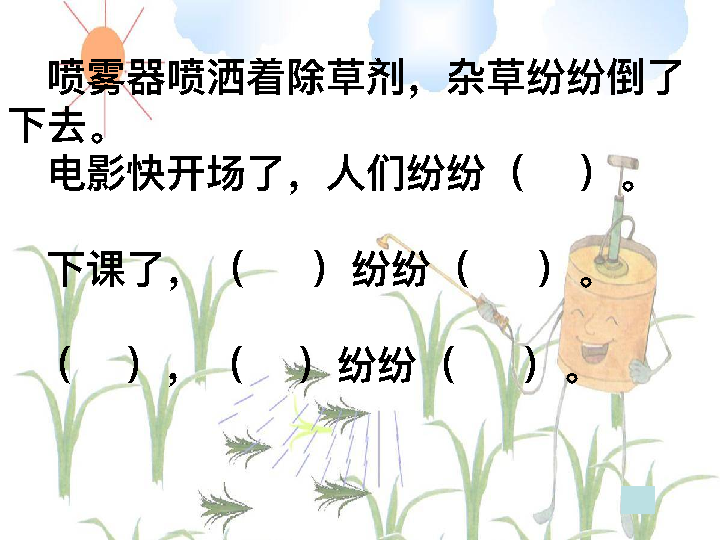 喷雾器喷洒着除草剂，杂草纷纷倒了
下去。
电影快开场了，人们纷纷（　）。
下课了，（　）纷纷（　）。
（　），（　）纷纷（　）。